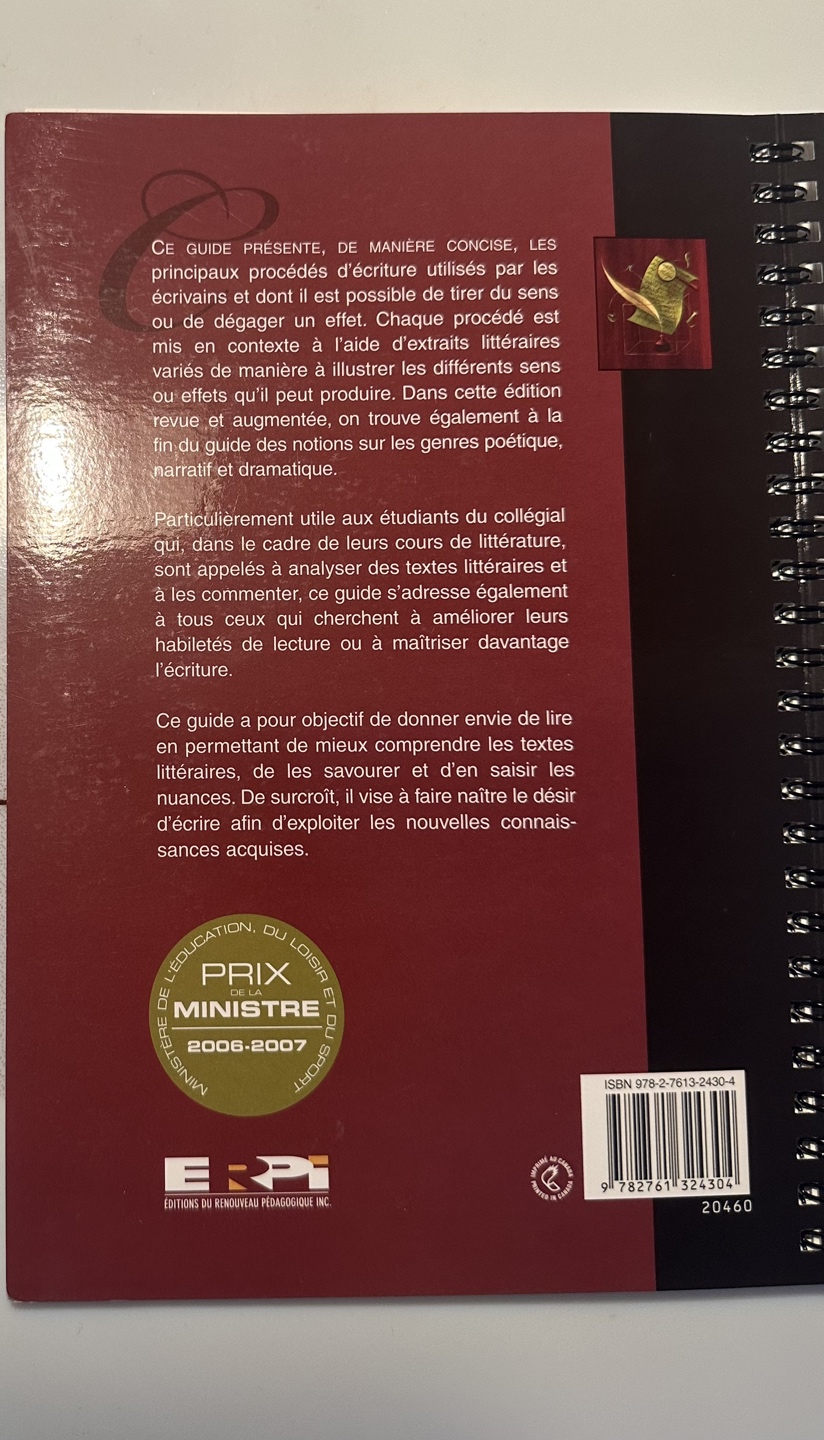 CE GUIDE PRÉSENTE, DE MANIÈRE CONCISE, LES
principaux procédés d'écriture utilisés par les
écrivains et dont il est possible de tirer du sens
ou de dégager un effet. Chaque procédé est
mis en contexte à l'aide d'extraits littéraires
variés de manière à illustrer les différents sens
ou effets qu'il peut produire. Dans cette édition
revue et augmentée, on trouve également à la
fin du guide des notions sur les genres poétique,
narratif et dramatique.
Particulièrement utile aux étudiants du collégial
qui, dans le cadre de leurs cours de littérature,
sont appelés à analyser des textes littéraires et
à les commenter, ce guide s'adresse également
à tous ceux qui cherchent à améliorer leurs
habiletés de lecture ou à maîtriser davantage
l'écriture.
Ce guide a pour objectif de donner envie de lire
en permettant de mieux comprendre les textes
littéraires, de les savourer et d'en saisir les
nuances. De surcroît, il vise à faire naître le désir
d'écrire afin d'exploiter les nouvelles connais-
sances acquises.
MINISTÈRE DE L'ÉDUCATION, DU LOISIR ET DU SPORT
PRIX
DE LA
MINISTRE
2006-2007
ERPI
ÉDITIONS DU RENOUVEAU PÉDAGOGIQUE INC.
IMPRIMÉ AU CANADA
PRINTED IN CANADA
ISBN 978-2-7613-2430-4
9 782761 324304
20460